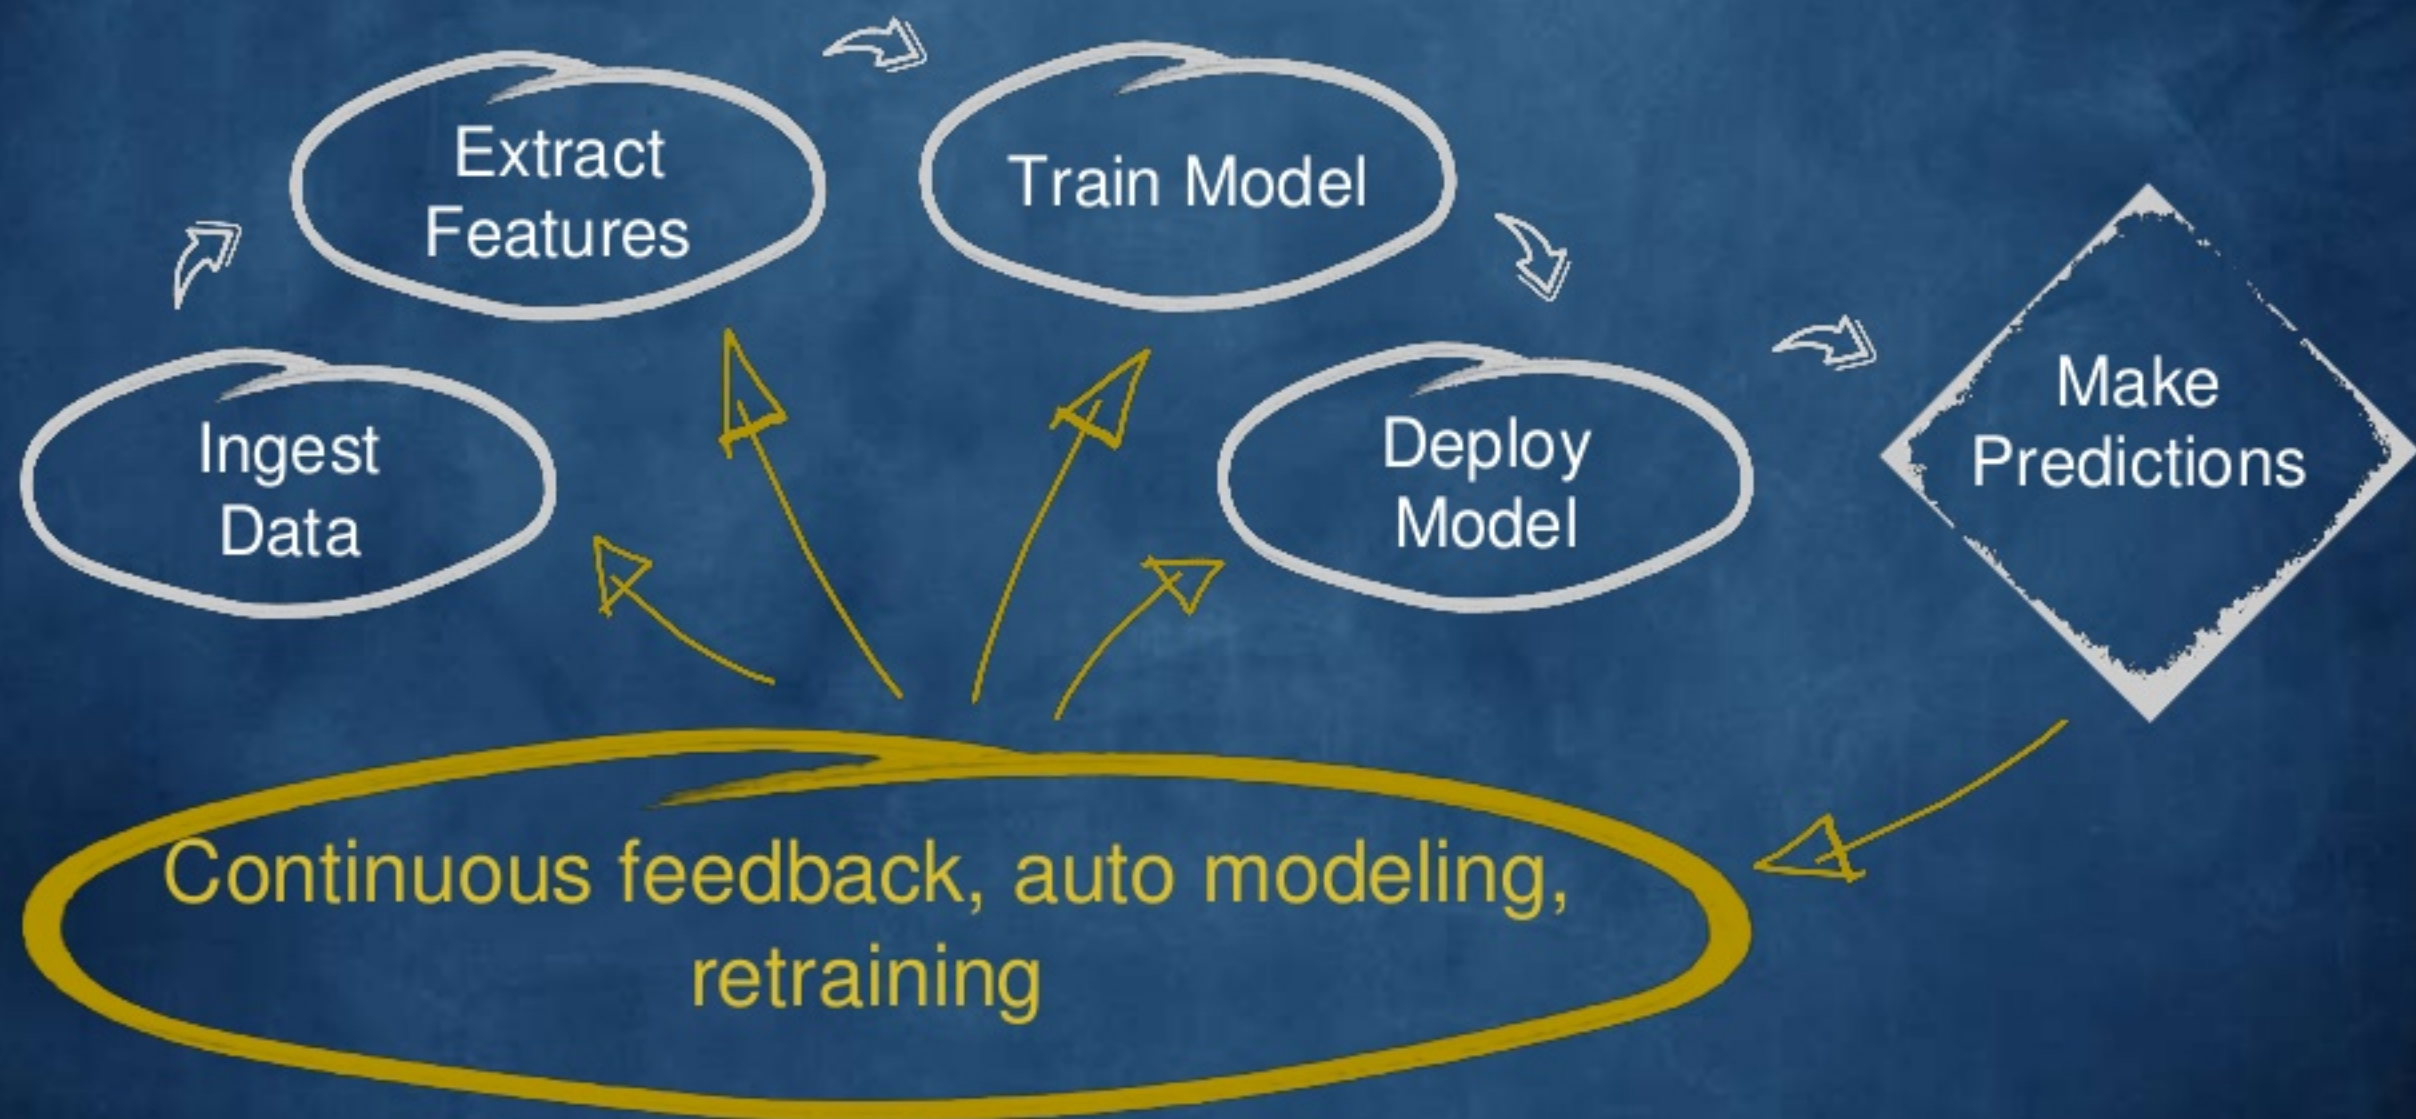 Extract
Features
Train Model
Ingest
Data
Deploy
Model
Make
Predictions
Continuous feedback, auto modeling,
retraining